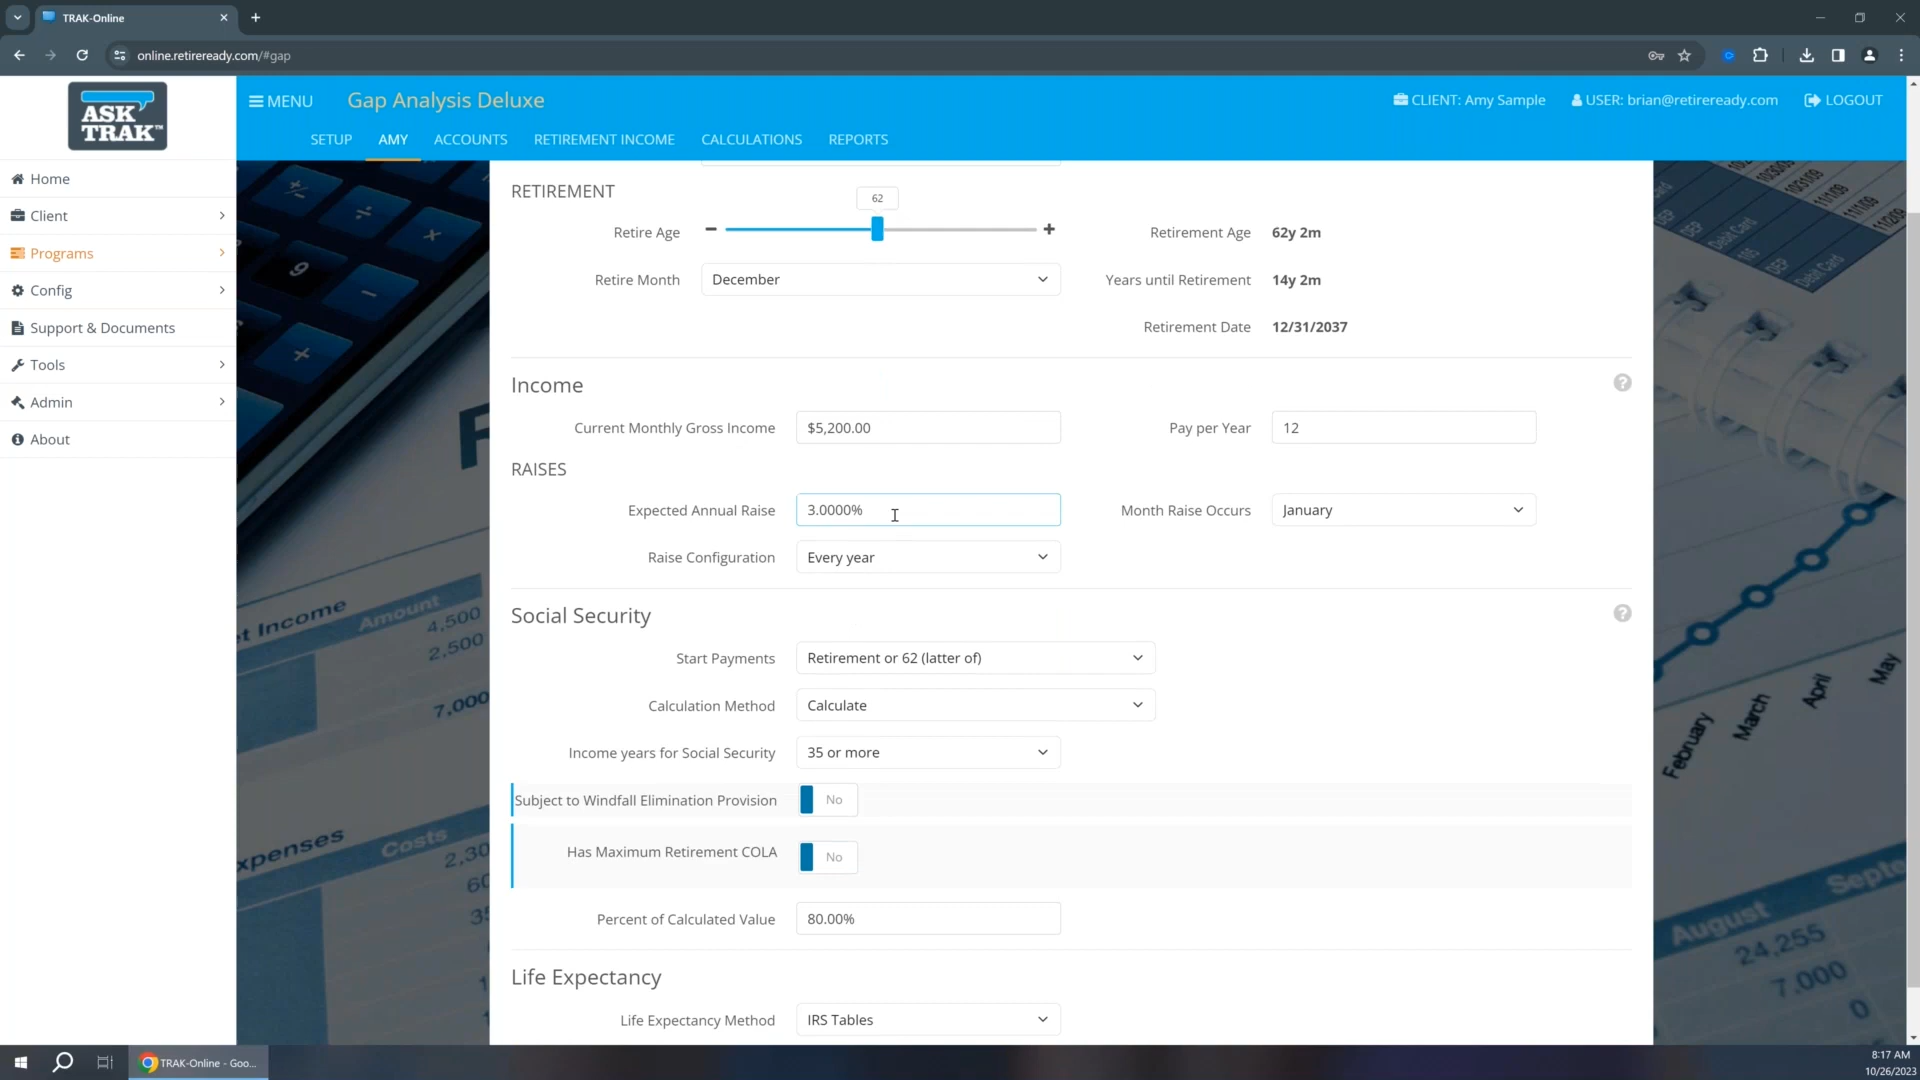 TRAK-Online
online.retireready.com/#gap
ASK
TRAK™
MENU
Gap Analysis Deluxe
CLIENT: Amy Sample
USER: brian@retireready.com
LOGOUT
SETUP
AMY
ACCOUNTS
RETIREMENT INCOME
CALCULATIONS
REPORTS
Home
Client
Programs
Config
Support & Documents
Tools
Admin
About
RETIREMENT
62
Retire Age
Retirement Age 62y 2m
Retire Month December
Years until Retirement 14y 2m
Retirement Date 12/31/2037
Income
Current Monthly Gross Income $5,200.00
Pay per Year 12
RAISES
Expected Annual Raise 3.0000%
Month Raise Occurs January
Raise Configuration Every year
Social Security
Start Payments Retirement or 62 (latter of)
Calculation Method Calculate
Income years for Social Security 35 or more
Subject to Windfall Elimination Provision No
Has Maximum Retirement COLA No
Percent of Calculated Value 80.00%
Life Expectancy
Life Expectancy Method IRS Tables
et Income Amount
4,500
2,500
7,000
xpenses Costs
February
March
April
May
August
24,255
7,000
0
TRAK-Online - Goo...
8:17 AM
10/26/2023